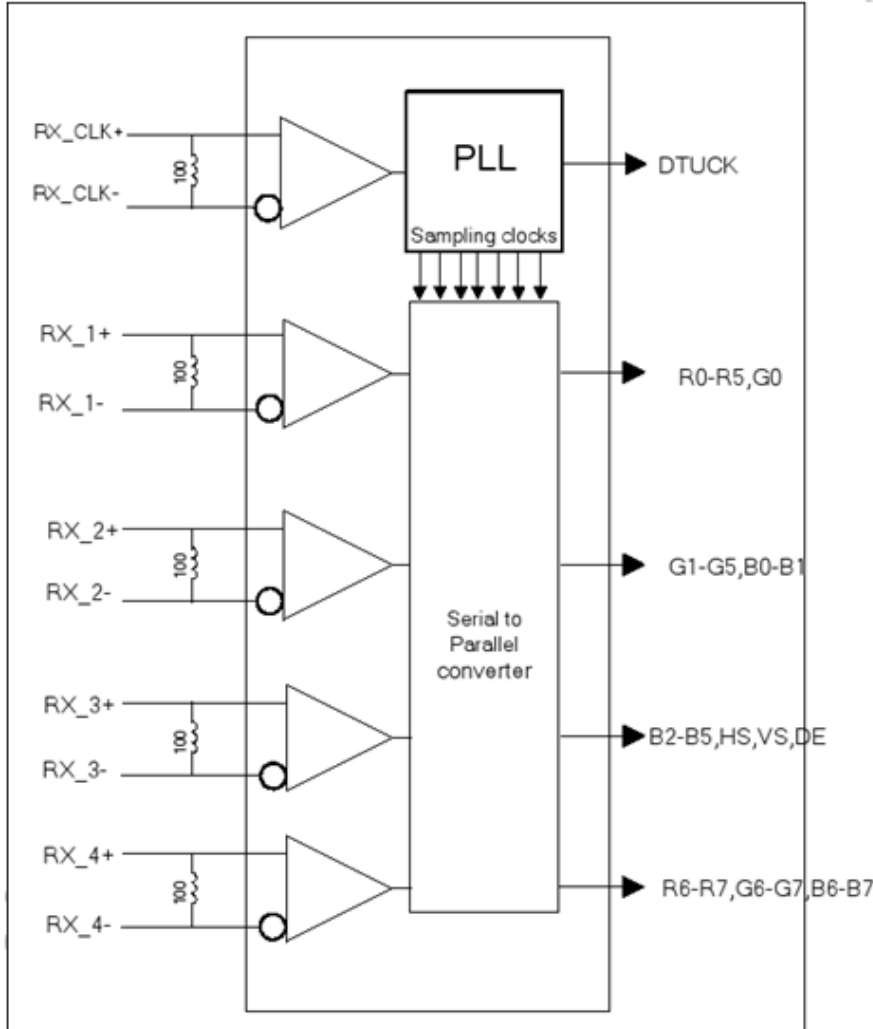 RX_CLK+
100
RX_CLK-
PLL
Sampling clocks
DTUCK
RX_1+
100
RX_1-
R0-R5,G0
RX_2+
100
RX_2-
G1-G5,B0-B1
Serial to
Parallel
converter
RX_3+
100
RX_3-
B2-B5,HS,VS,DE
RX_4+
100
RX_4-
R6-R7,G6-G7,B6-B7